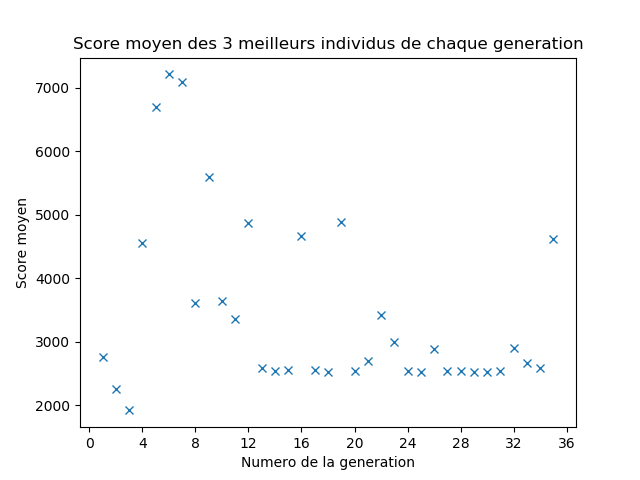 Score moyen des 3 meilleurs individus de chaque generation
7000
6000
5000
4000
3000
2000
Score moyen
0 4 8 12 16 20 24 28 32 36
Numero de la generation